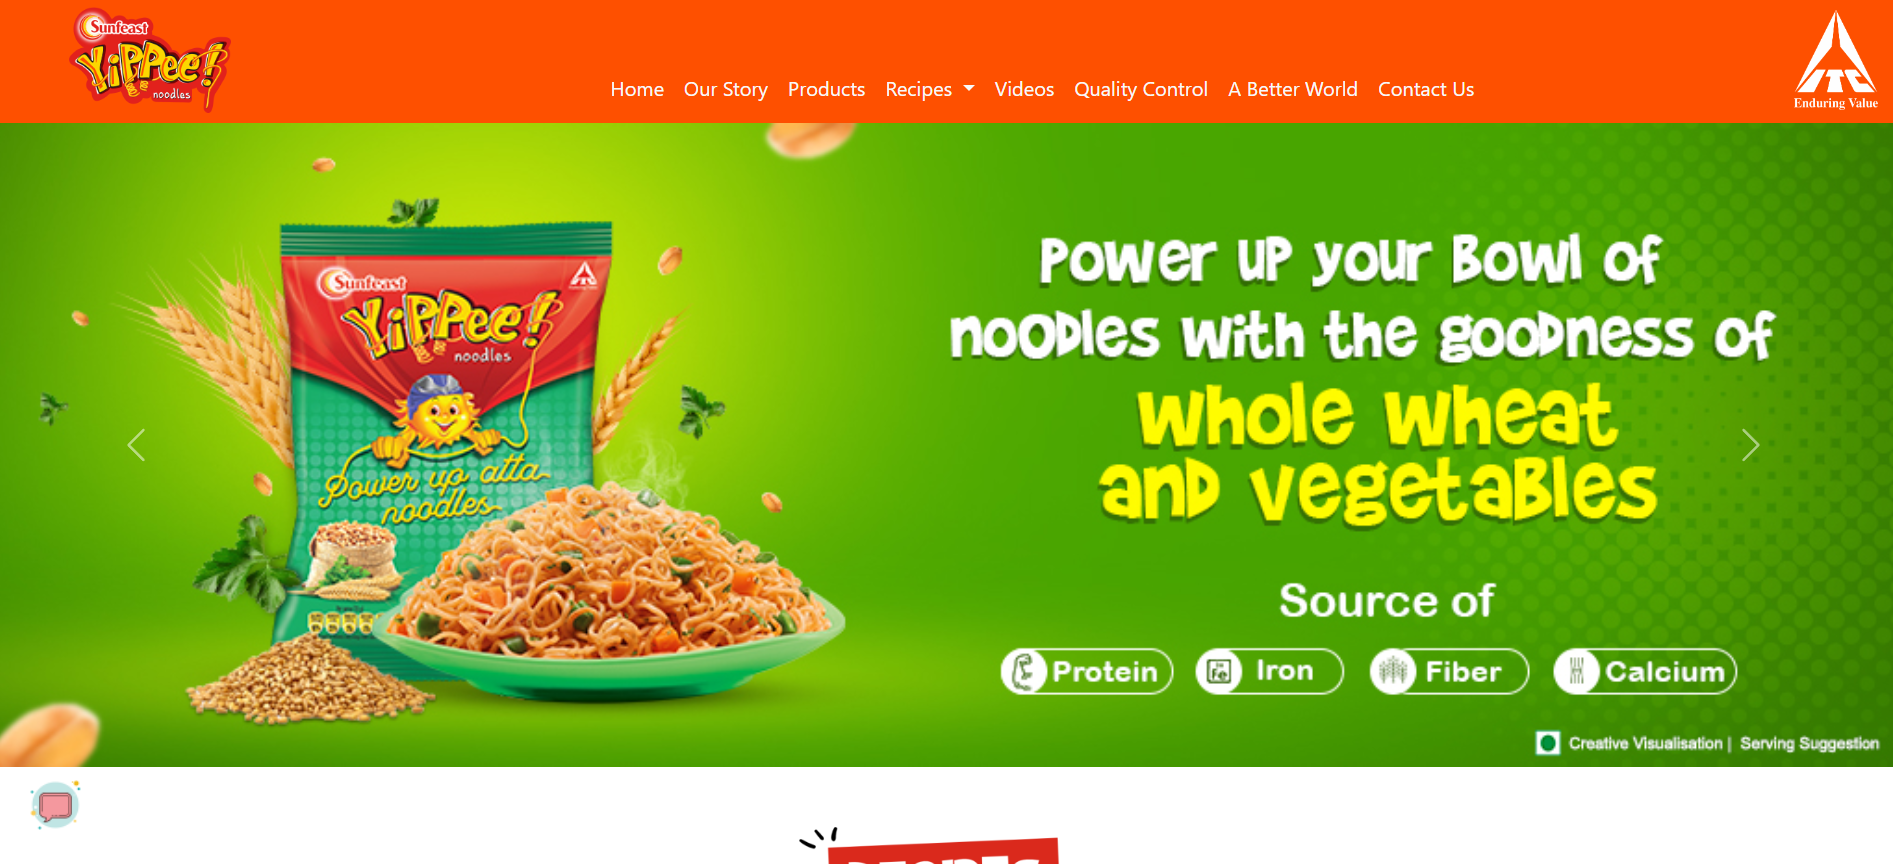 Sunfeast
YiPPee!
noodles
Home Our Story Products Recipes Videos Quality Control A Better World Contact Us
ITC
Enduring Value
Sunfeast
YiPPee!
noodles
Power up atta
noodles
Power up your Bowl of
noodles with the goodness of
whole wheat
and vegetables
Source of
Protein Fe Iron Fiber Calcium
Creative Visualisation | Serving Suggestion